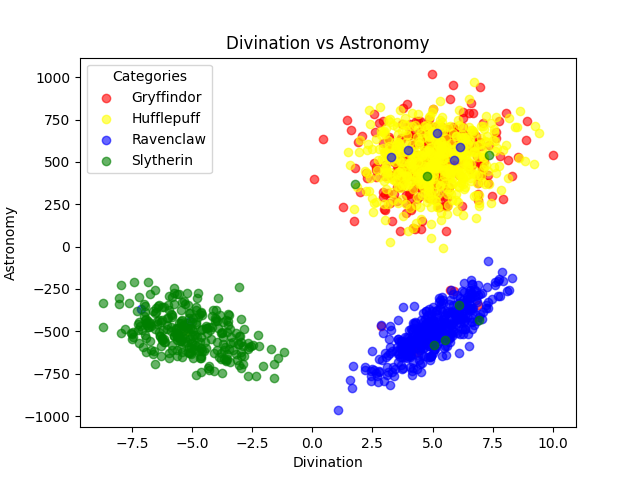 Divination vs Astronomy
Categories
Gryffindor
Hufflepuff
Ravenclaw
Slytherin
1000
750
500
250
0
−250
−500
−750
−1000
Astronomy
−7.5 −5.0 −2.5 0.0 2.5 5.0 7.5 10.0
Divination